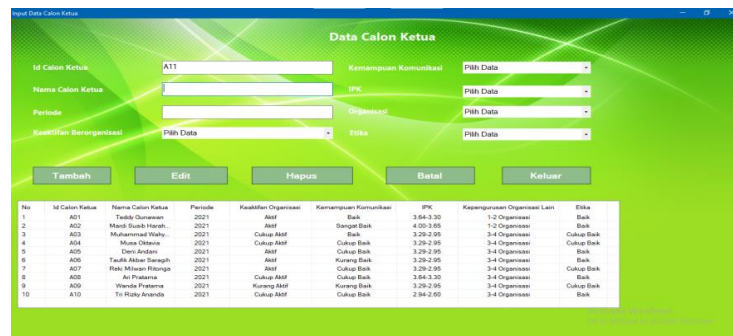 Input Data Calon Ketua
Data Calon Ketua
Id Calon Ketua A11 Kemampuan Komunikasi Pilih Data
Nama Calon Ketua IPK Pilih Data
Periode Organisasi Pilih Data
Keaktifan Berorganisasi Pilih Data Etika Pilih Data
Tambah Edit Hapus Batal Keluar
No Id Calon Ketua Nama Calon Ketua Periode Keaktifan Organisasi Kemampuan Komunikasi IPK Kepengurusan Organisasi Lain Etika
1 A01 Teddy Gunawan 2021 Aktif Baik 3.64-3.30 1-2 Organisasi Baik
2 A02 Mardi Susib Harah... 2021 Aktif Sangat Baik 4.00-3.65 1-2 Organisasi Baik
3 A03 Muhammad Wahy... 2021 Cukup Aktif Baik 3.29-2.95 3-4 Organisasi Cukup Baik
4 A04 Musa Oktavia 2021 Cukup Aktif Cukup Baik 3.29-2.95 3-4 Organisasi Cukup Baik
5 A05 Deni Andani 2021 Aktif Cukup Baik 3.29-2.95 3-4 Organisasi Baik
6 A06 Taufik Akbar Saragih 2021 Aktif Kurang Baik 3.29-2.95 3-4 Organisasi Baik
7 A07 Reki Milwan Ritonga 2021 Aktif Cukup Baik 3.29-2.95 3-4 Organisasi Cukup Baik
8 A08 Ari Pratama 2021 Cukup Aktif Cukup Baik 3.64-3.30 3-4 Organisasi Baik
9 A09 Wanda Pratama 2021 Kurang Aktif Kurang Baik 3.29-2.95 3-4 Organisasi Cukup Baik
10 A10 Tri Rizky Ananda 2021 Cukup Aktif Cukup Baik 2.94-2.60 3-4 Organisasi Baik